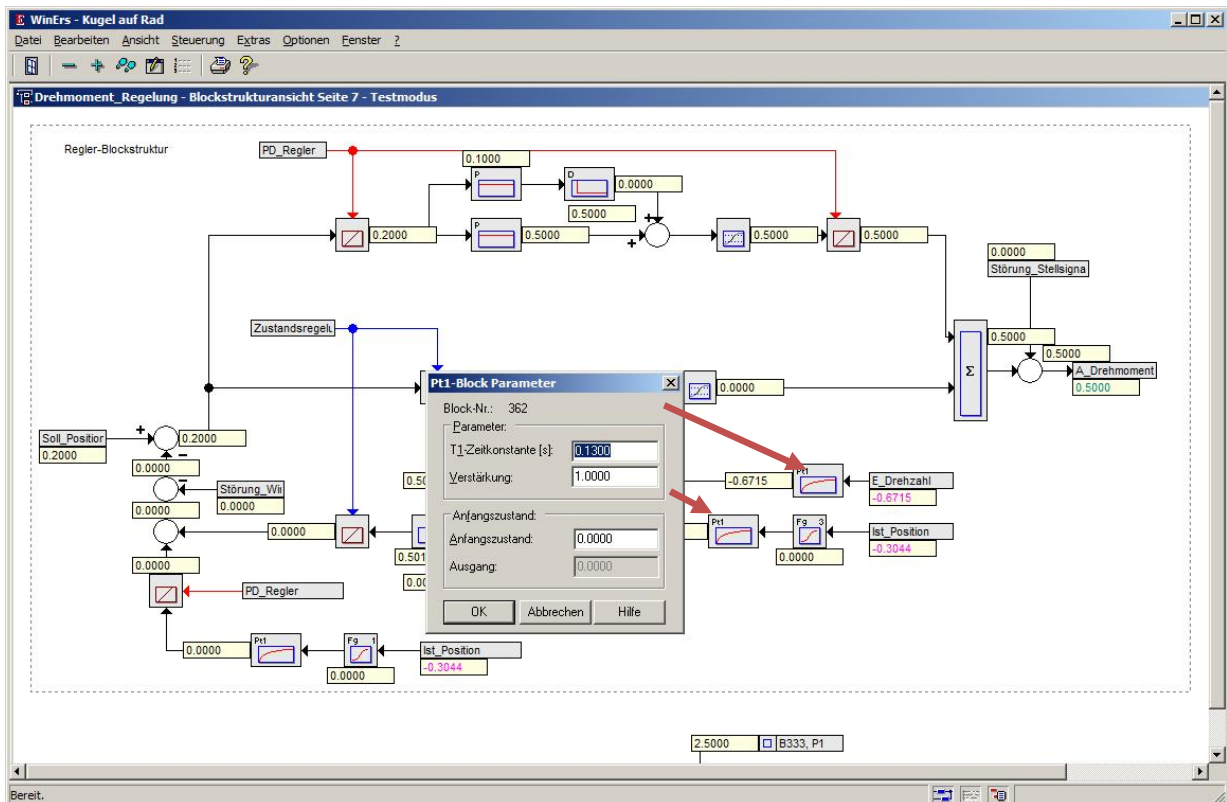 WinErs - Kugel auf Rad
Datei Bearbeiten Ansicht Steuerung Extras Optionen Fenster ?
Drehmoment_Regelung - Blockstrukturansicht Seite 7 - Testmodus
Regler-Blockstruktur
PD_Regler
0.1000
P
D
0.0000
0.5000
0.2000
P
0.5000
+
+
0.5000
0.5000
0.0000
Störung_Stellsigna
Zustandsregelu
0.5000
0.5000
Σ
A_Drehmoment
0.5000
0.0000
Pt1-Block Parameter
Block-Nr.: 362
Parameter:
T1-Zeitkonstante [s]: 0.1300
Verstärkung: 1.0000
Anfangszustand:
Anfangszustand: 0.0000
Ausgang: 0.0000
OK Abbrechen Hilfe
Soll_Position
0.2000
+
0.2000
-
0.0000
-
Störung_Wi
0.0000
0.0000
0.0000
0.0000
0.50
0.501
0.00
-0.6715
Pt1
E_Drehzahl
-0.6715
Pt1
Fg 3
0.0000
Ist_Position
-0.3044
PD_Regler
0.0000
Pt1
Fg 1
0.0000
Ist_Position
-0.3044
2.5000
B333, P1
Bereit.